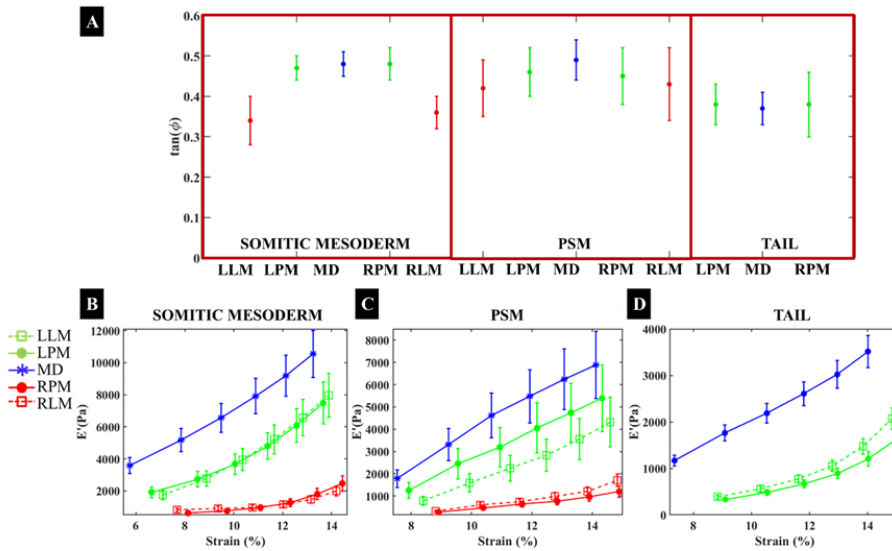 A
0.6
0.5
0.4
0.3
0.2
0.1
0
tan(ϕ)
SOMITIC MESODERM
PSM
TAIL
LLM LPM MD RPM RLM LLM LPM MD RPM RLM LPM MD RPM
B
SOMITIC MESODERM
C
PSM
D
TAIL
LLM
LPM
MD
RPM
RLM
12000
10000
8000
6000
4000
2000
E'(Pa)
6 8 10 12 14
Strain (%)
8000
7000
6000
5000
4000
3000
2000
1000
E'(Pa)
8 10 12 14
Strain (%)
4000
3000
2000
1000
0
E'(Pa)
8 10 12 14
Strain (%)